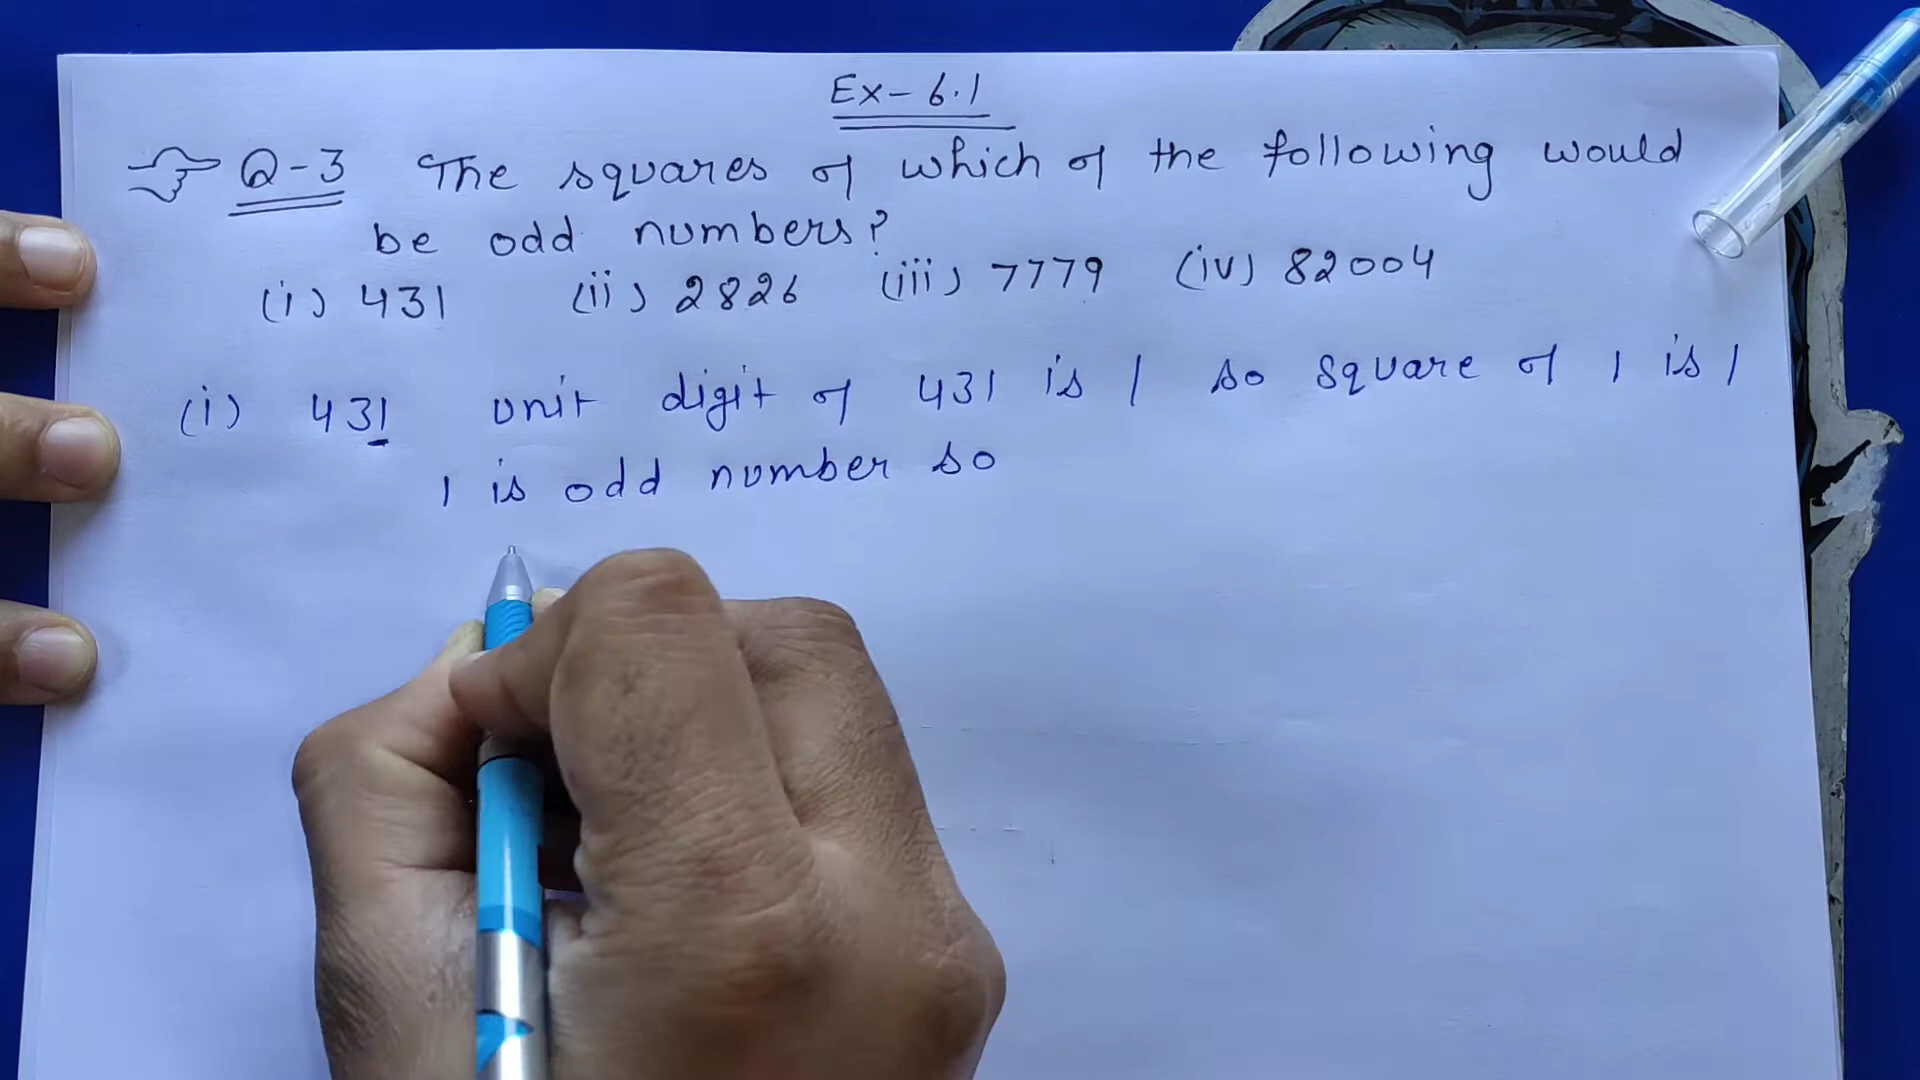 Ex- 6.1
Q-3 The squares of which of the following would
be odd numbers?
(i) 431 (ii) 2826 (iii) 7779 (iv) 82004
(i) 431 unit digit of 431 is 1 so square of 1 is 1
1 is odd number so